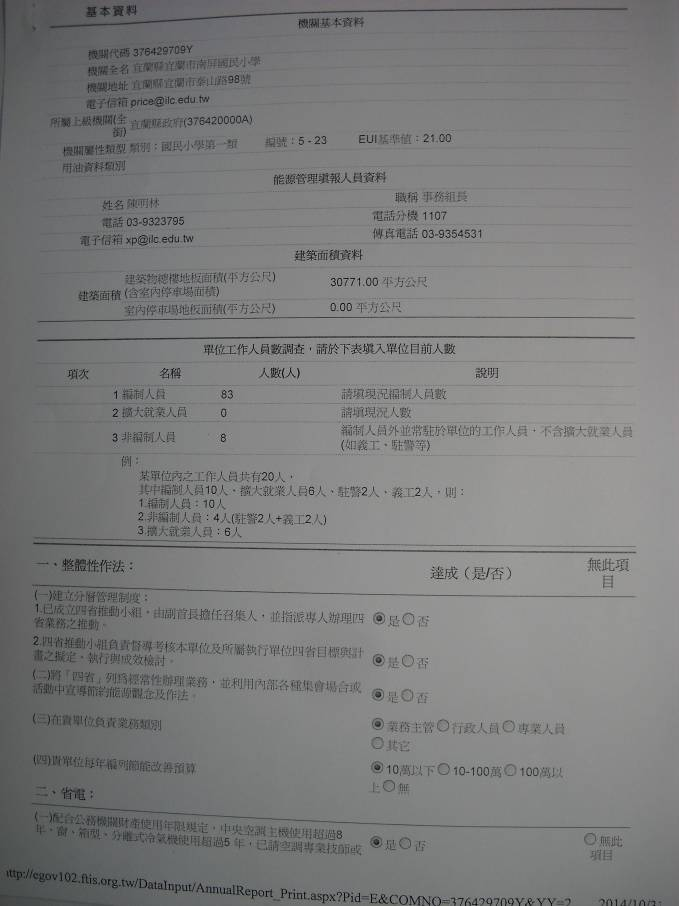 基本資料
機關基本資料
機關代碼 376429709Y
機關全名 宜蘭縣宜蘭市南屏國民小學
機關地址 宜蘭縣宜蘭市泰山路98號
電子信箱 price@ilc.edu.tw
所屬上級機關(全銜) 宜蘭縣政府(376420000A)
機關屬性類型 類別：國民小學第一類 編號：5 - 23 EUI基準值：21.00
用油資料類別
能源管理填報人員資料
姓名 陳明林 職稱 事務組長
電話 03-9323795 電話分機 1107
電子信箱 xp@ilc.edu.tw 傳真電話 03-9354531
建築面積資料
建築面積 建築物總樓地板面積(平方公尺)(含室內停車場面積) 30771.00 平方公尺
室內停車場地板面積(平方公尺) 0.00 平方公尺
單位工作人員數調查，請於下表填入單位目前人數
項次 名稱 人數(人) 說明
1 編制人員 83 請填現況編制人員數
2 擴大就業人員 0 請填現況人數
3 非編制人員 8 編制人員外並常駐於單位的工作人員，不含擴大就業人員
(如義工、駐警等)
例：
某單位內之工作人員共有20人，
其中編制人員10人、擴大就業人員6人、駐警2人、義工2人，則：
1.編制人員：10人
2.非編制人員：4人(駐警2人+義工2人)
3.擴大就業人員：6人
一、整體性作法： 達成（是/否） 無此項目
(一)建立分層管理制度：
1.已成立四省推動小組，由副首長擔任召集人，並指派專人辦理四 是 否
省業務之推動。
2.四省推動小組負責督導考核本單位及所屬執行單位四省目標與計 是 否
畫之擬定、執行與成效檢討。
(二)將「四省」列為經常性辦理業務，並利用內部各種集會場合或 是 否
活動中宣導節約能源觀念及作法。
(三)在貴單位負責業務類別 業務主管 行政人員 專業人員
其它
(四)貴單位每年編列節能改善預算 10萬以下 10-100萬 100萬以
上 無
二、省電：
(一)配合公務機關財產使用年限規定，中央空調主機使用超過8 是 否 無此項目
年、窗、箱型、分離式冷氣機使用超過5 年，已請空調專業技師或
http://egov102.ftis.org.tw/DataInput/AnnualReport_Print.aspx?Pid=E&COMNO=376429709Y&YY=2... 2014/10/3